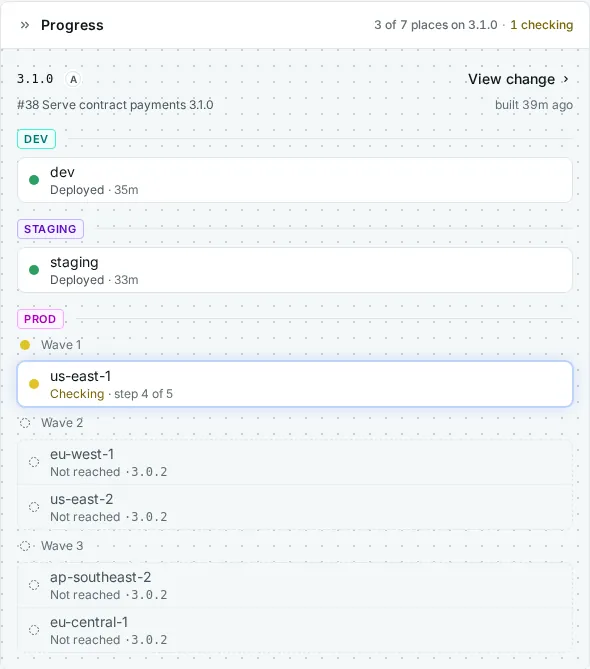 » Progress
3 of 7 places on 3.1.0 · 1 checking
3.1.0 A
View change ›
#38 Serve contract payments 3.1.0
built 39m ago
DEV
dev
Deployed · 35m
STAGING
staging
Deployed · 33m
PROD
Wave 1
us-east-1
Checking · step 4 of 5
Wave 2
eu-west-1
Not reached ·3.0.2
us-east-2
Not reached ·3.0.2
Wave 3
ap-southeast-2
Not reached ·3.0.2
eu-central-1
Not reached ·3.0.2